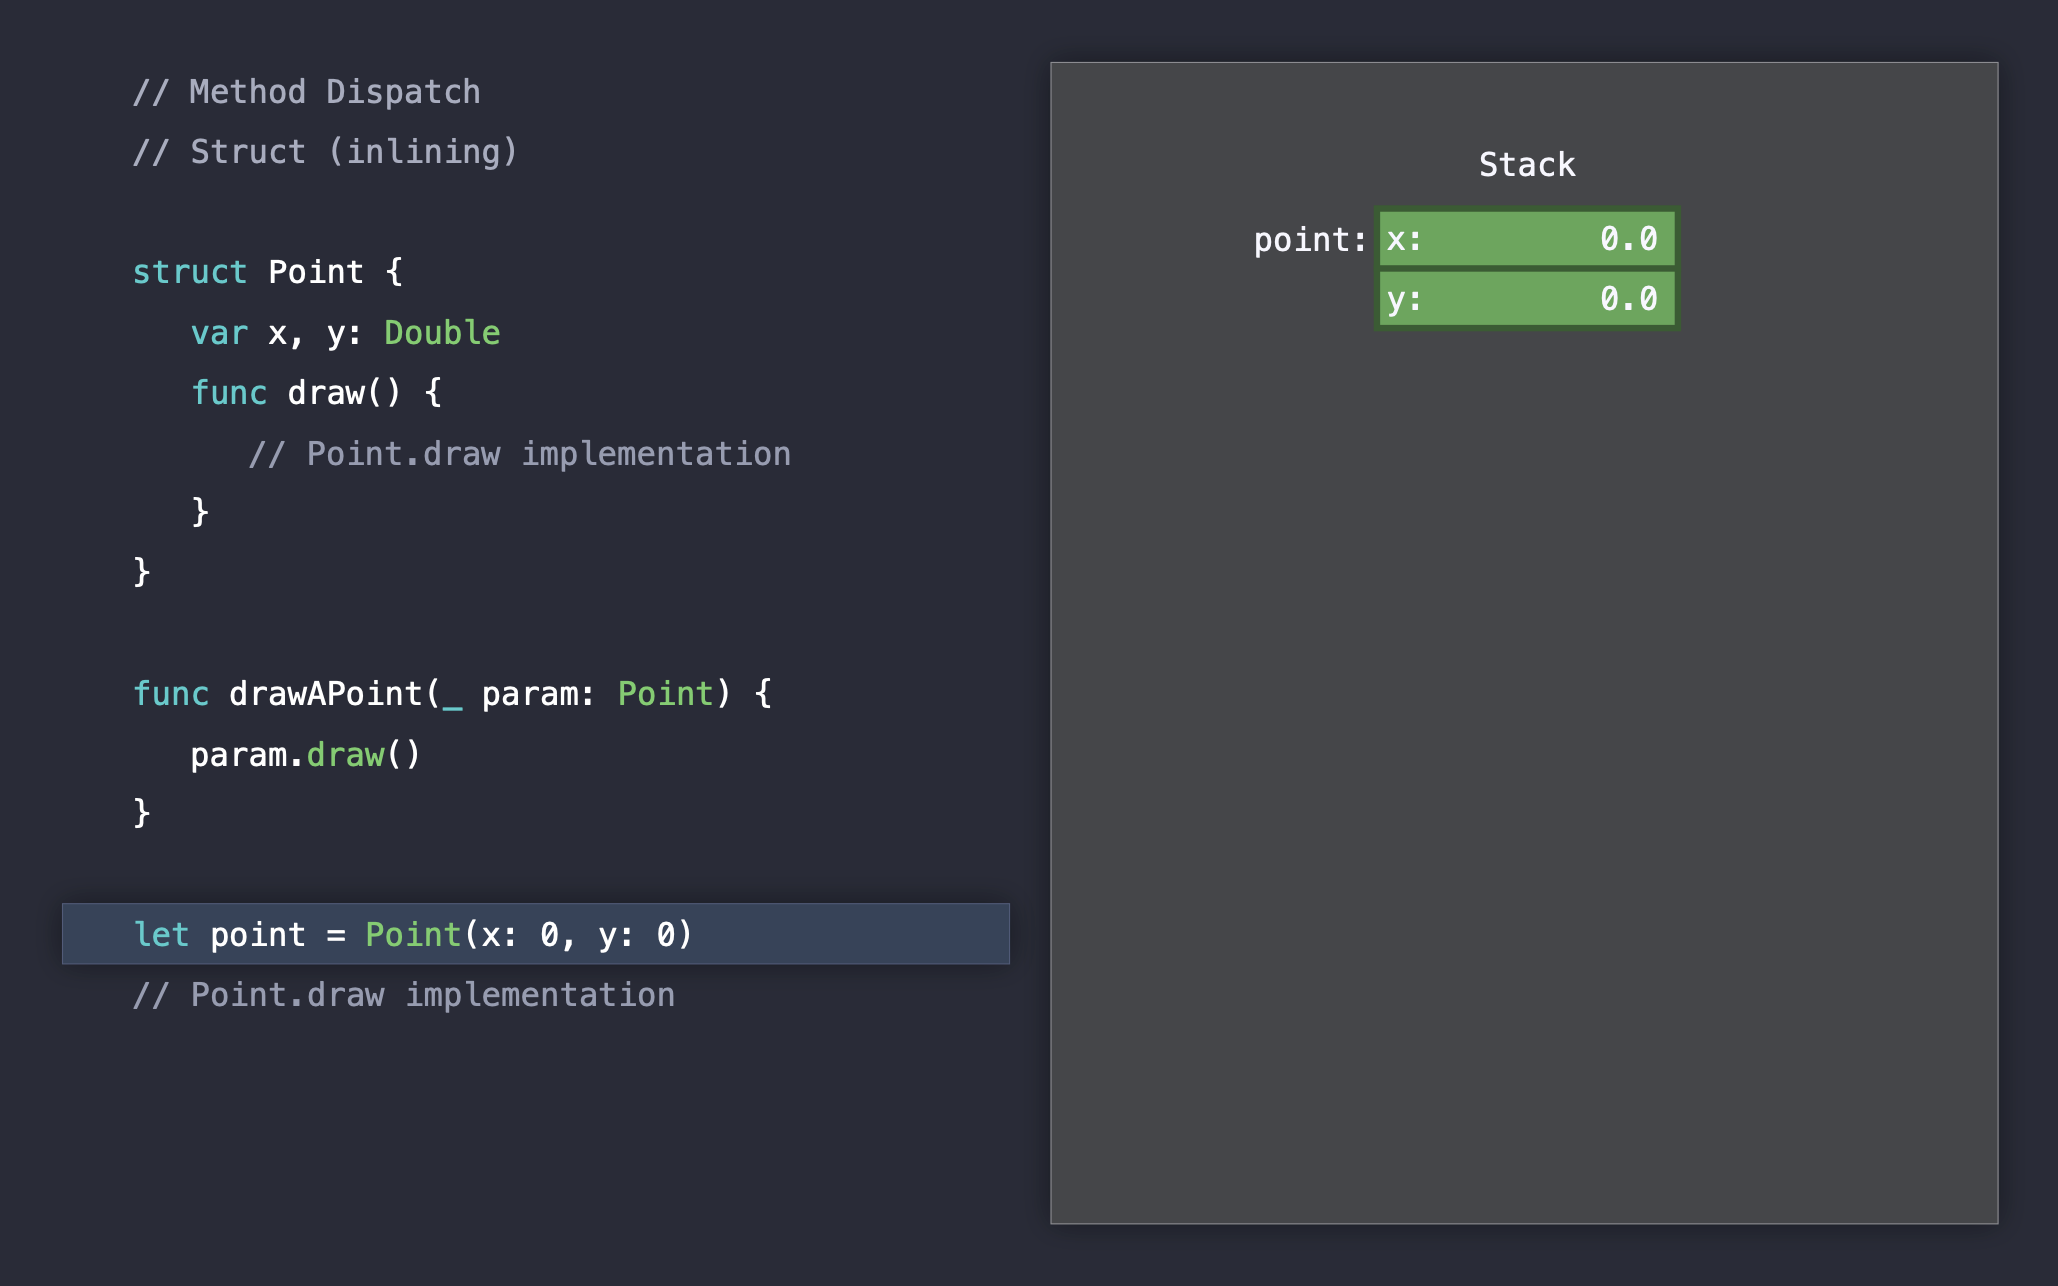 // Method Dispatch
// Struct (inlining)
struct Point {
   var x, y: Double
   func draw() {
      // Point.draw implementation
   }
}
func drawAPoint(_ param: Point) {
   param.draw()
}
let point = Point(x: 0, y: 0)
// Point.draw implementation
Stack
point: x: 0.0
y: 0.0